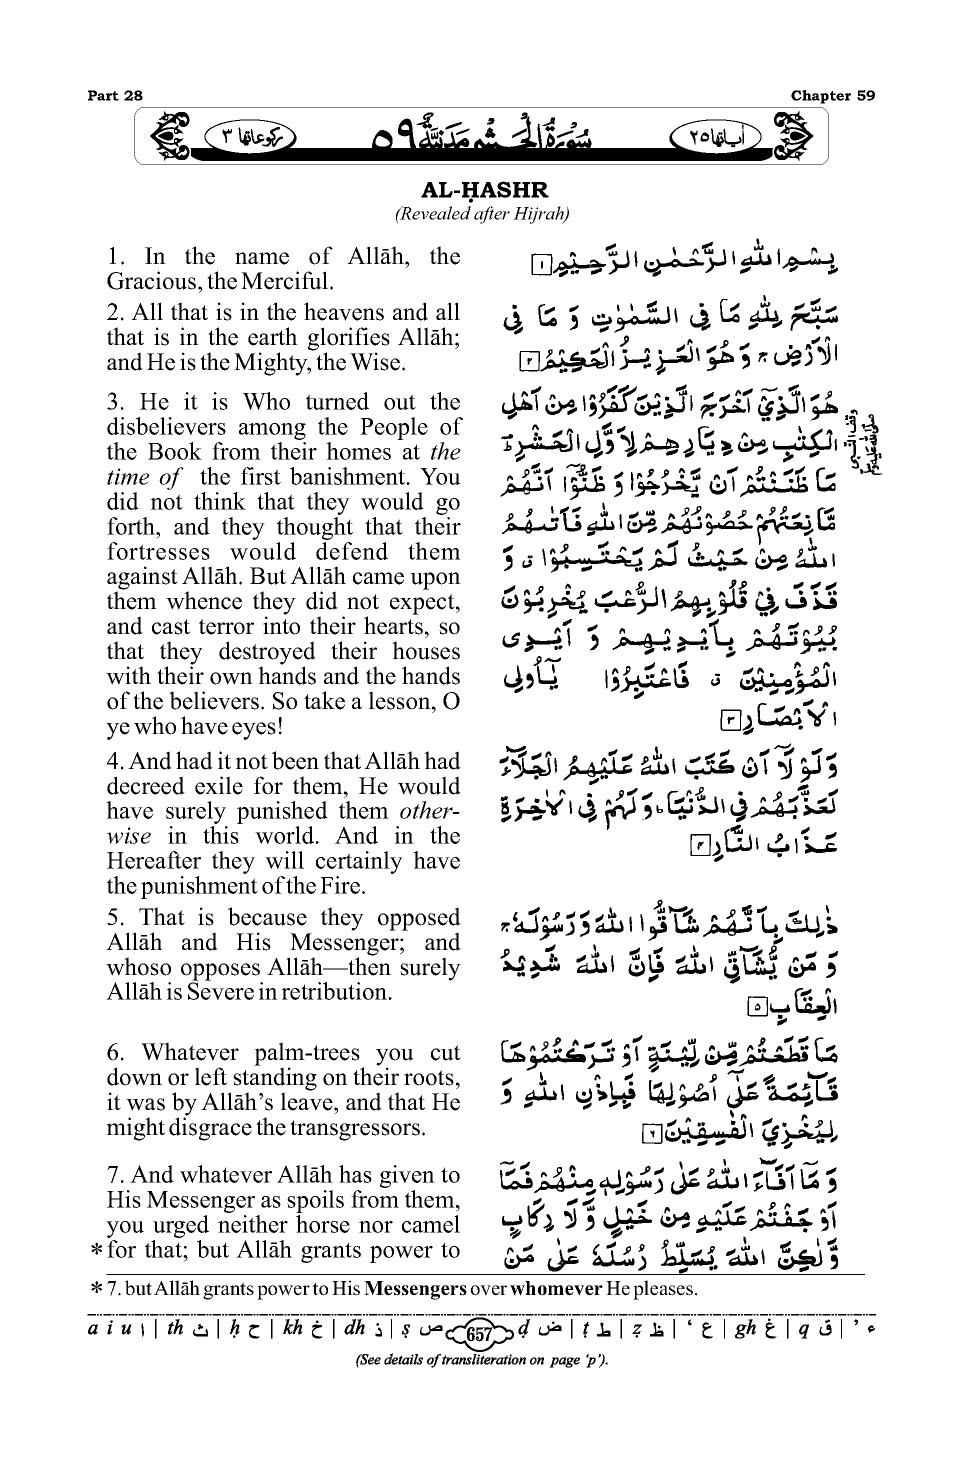 Part 28
Chapter 59
رکوعاتها ۳
سُوۡرَةُ الۡحَشۡرِ مَدَنِيَّةٌ ۵۹
اٰیاتها ۲۵
AL-ḤASHR
(Revealed after Hijrah)
1. In the name of Allāh, the
Gracious, the Merciful.
2. All that is in the heavens and all
that is in the earth glorifies Allāh;
and He is the Mighty, the Wise.
3. He it is Who turned out the
disbelievers among the People of
the Book from their homes at the
time of the first banishment. You
did not think that they would go
forth, and they thought that their
fortresses would defend them
against Allāh. But Allāh came upon
them whence they did not expect,
and cast terror into their hearts, so
that they destroyed their houses
with their own hands and the hands
of the believers. So take a lesson, O
ye who have eyes!
4. And had it not been that Allāh had
decreed exile for them, He would
have surely punished them other-
wise in this world. And in the
Hereafter they will certainly have
the punishment of the Fire.
5. That is because they opposed
Allāh and His Messenger; and
whoso opposes Allāh—then surely
Allāh is Severe in retribution.
6. Whatever palm-trees you cut
down or left standing on their roots,
it was by Allāh’s leave, and that He
might disgrace the transgressors.
7. And whatever Allāh has given to
His Messenger as spoils from them,
you urged neither horse nor camel
* for that; but Allāh grants power to
بِسۡمِ اللّٰهِ الرَّحۡمٰنِ الرَّحِيۡمِ ۱
سَبَّحَ لِلّٰهِ مَا فِي السَّمٰوٰتِ وَ مَا فِي
الۡاَرۡضِ ۚ وَ هُوَ الۡعَزِيۡزُ الۡحَكِيۡمُ ۲
هُوَ الَّذِيۡۤ اَخۡرَجَ الَّذِيۡنَ كَفَرُوۡا مِنۡ اَهۡلِ
الۡكِتٰبِ مِنۡ دِيَارِهِمۡ لِاَوَّلِ الۡحَشۡرِ ؕ
مَا ظَنَنۡتُمۡ اَنۡ يَّخۡرُجُوۡا وَ ظَنُّوۡۤا اَنَّهُمۡ
مَّانِعَتُهُمۡ حُصُوۡنُهُمۡ مِّنَ اللّٰهِ فَاَتٰىهُمُ
اللّٰهُ مِنۡ حَيۡثُ لَمۡ يَحۡتَسِبُوۡا ٭ وَ
قَذَفَ فِيۡ قُلُوۡبِهِمُ الرُّعۡبَ يُخۡرِبُوۡنَ
بُيُوۡتَهُمۡ بِاَيۡدِيۡهِمۡ وَ اَيۡدِي
الۡمُؤۡمِنِيۡنَ ٭ فَاعۡتَبِرُوۡا يٰۤاُولِي
الۡاَبۡصَارِ ۳
وَ لَوۡ لَاۤ اَنۡ كَتَبَ اللّٰهُ عَلَيۡهِمُ الۡجَلَآءَ
لَعَذَّبَهُمۡ فِي الدُّنۡيَا ؕ وَ لَهُمۡ فِي الۡاٰخِرَةِ
عَذَابُ النَّارِ ۴
ذٰلِكَ بِاَنَّهُمۡ شَآقُّوا اللّٰهَ وَ رَسُوۡلَهٗ ۚ
وَ مَنۡ يُّشَآقِّ اللّٰهَ فَاِنَّ اللّٰهَ شَدِيۡدُ
الۡعِقَابِ ۵
مَا قَطَعۡتُمۡ مِّنۡ لِّيۡنَةٍ اَوۡ تَرَكۡتُمُوۡهَا
قَآئِمَةً عَلٰۤي اُصُوۡلِهَا فَبِاِذۡنِ اللّٰهِ وَ
لِيُخۡزِيَ الۡفٰسِقِيۡنَ ۶
وَ مَاۤ اَفَآءَ اللّٰهُ عَلٰي رَسُوۡلِهٖ مِنۡهُمۡ فَمَاۤ
اَوۡجَفۡتُمۡ عَلَيۡهِ مِنۡ خَيۡلٍ وَّ لَا رِكَابٍ
وَّ لٰكِنَّ اللّٰهَ يُسَلِّطُ رُسُلَهٗ عَلٰي مَنۡ
* 7. but Allāh grants power to His Messengers over whomever He pleases.
a i u ا | th ث | ḥ ح | kh خ | dh ذ | ṣ ص 657 ḍ ض | ṭ ط | ẓ ظ | ‘ ع | gh غ | q ق | ’ ء
(See details of transliteration on page ‘p’).